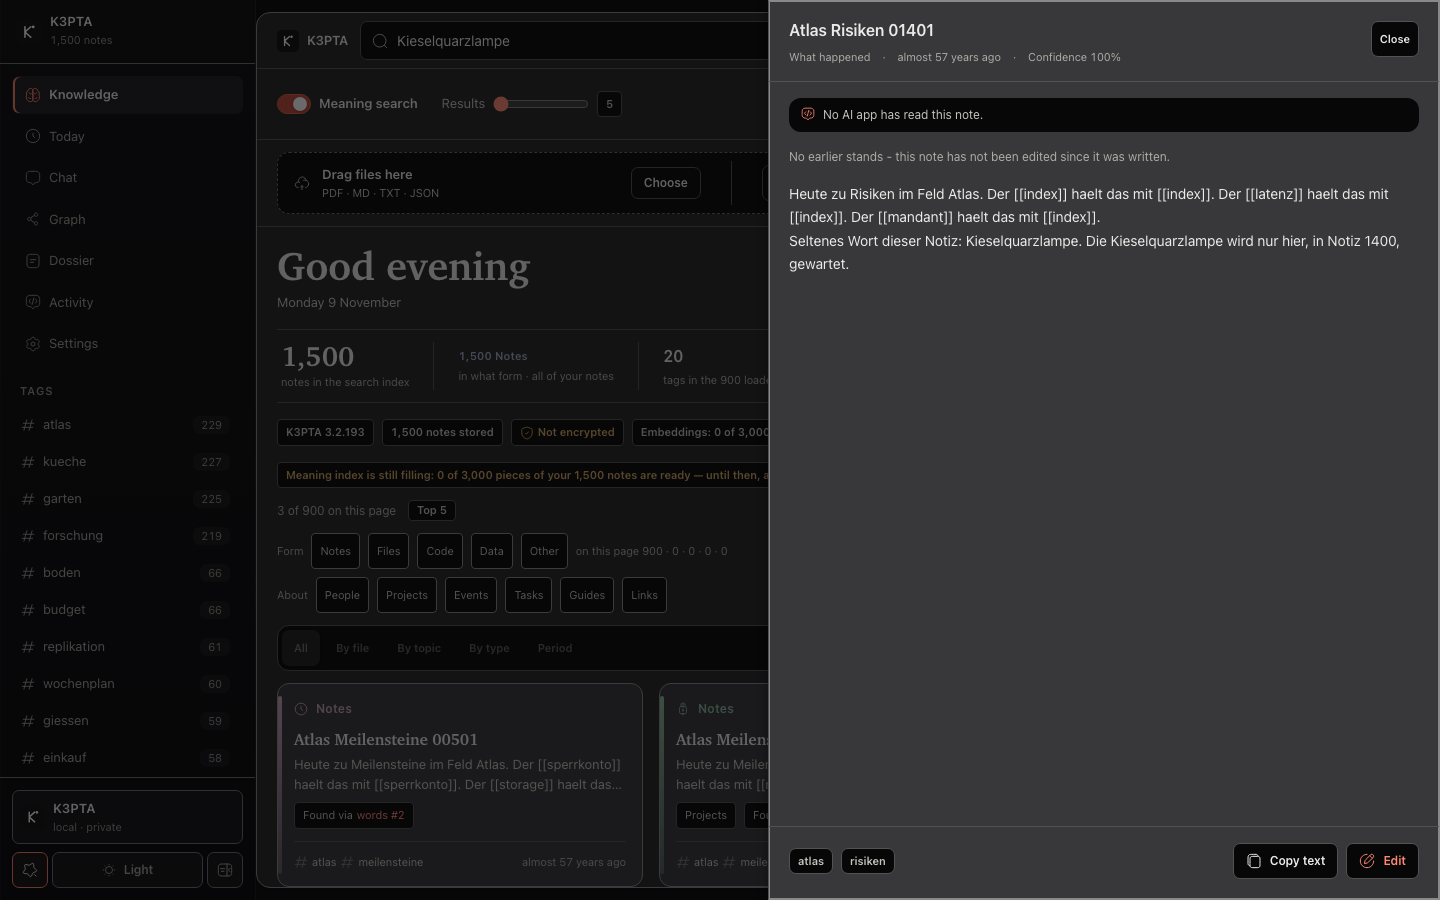 K3PTA
1,500 notes
Knowledge
Today
Chat
Graph
Dossier
Activity
Settings
TAGS
# atlas 229
# kueche 227
# garten 225
# forschung 219
# boden 66
# budget 66
# replikation 61
# wochenplan 60
# giessen 59
# einkauf 58
K3PTA
local · private
Light
K3PTA
Kieselquarzlampe
Meaning search Results 5
Drag files here
PDF · MD · TXT · JSON
Choose
Good evening
Monday 9 November
1,500
notes in the search index
1,500 Notes
in what form · all of your notes
20
tags in the 900 loade
K3PTA 3.2.193
1,500 notes stored
Not encrypted
Embeddings: 0 of 3,000
Meaning index is still filling: 0 of 3,000 pieces of your 1,500 notes are ready — until then, a
3 of 900 on this page Top 5
Form Notes Files Code Data Other on this page 900 · 0 · 0 · 0 · 0
About People Projects Events Tasks Guides Links
All By file By topic By type Period
Notes
Atlas Meilensteine 00501
Heute zu Meilensteine im Feld Atlas. Der [[sperrkonto]]
haelt das mit [[sperrkonto]]. Der [[storage]] haelt das...
Found via words #2
# atlas # meilensteine almost 57 years ago
Notes
Atlas Meilens
Heute zu Meile
haelt das mit [[
Projects Fou
# atlas # meile
Atlas Risiken 01401
What happened · almost 57 years ago · Confidence 100%
Close
No AI app has read this note.
No earlier stands - this note has not been edited since it was written.
Heute zu Risiken im Feld Atlas. Der [[index]] haelt das mit [[index]]. Der [[latenz]] haelt das mit
[[index]]. Der [[mandant]] haelt das mit [[index]].
Seltenes Wort dieser Notiz: Kieselquarzlampe. Die Kieselquarzlampe wird nur hier, in Notiz 1400,
gewartet.
atlas risiken
Copy text
Edit